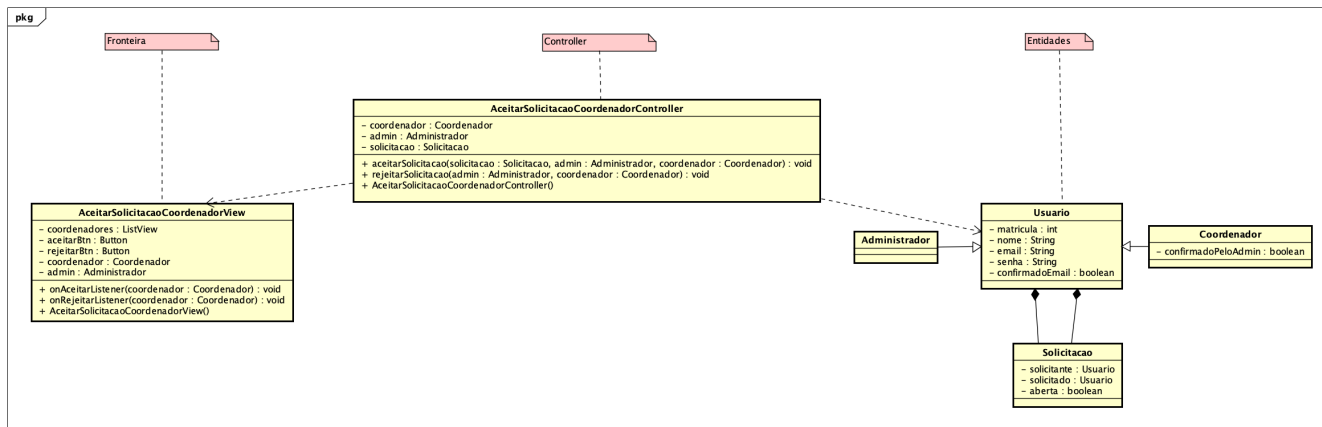 pkg
Fronteira
Controller
Entidades
AceitarSolicitacaoCoordenadorController
- coordenador : Coordenador
- admin : Administrador
- solicitacao : Solicitacao
+ aceitarSolicitacao(solicitacao : Solicitacao, admin : Administrador, coordenador : Coordenador) : void
+ rejeitarSolicitacao(admin : Administrador, coordenador : Coordenador) : void
+ AceitarSolicitacaoCoordenadorController()
AceitarSolicitacaoCoordenadorView
- coordenadores : ListView
- aceitarBtn : Button
- rejeitarBtn : Button
- coordenador : Coordenador
- admin : Administrador
+ onAceitarListener(coordenador : Coordenador) : void
+ onRejeitarListener(coordenador : Coordenador) : void
+ AceitarSolicitacaoCoordenadorView()
Administrador
Usuario
- matricula : int
- nome : String
- email : String
- senha : String
- confirmadoEmail : boolean
Coordenador
- confirmadoPeloAdmin : boolean
Solicitacao
- solicitante : Usuario
- solicitado : Usuario
- aberta : boolean